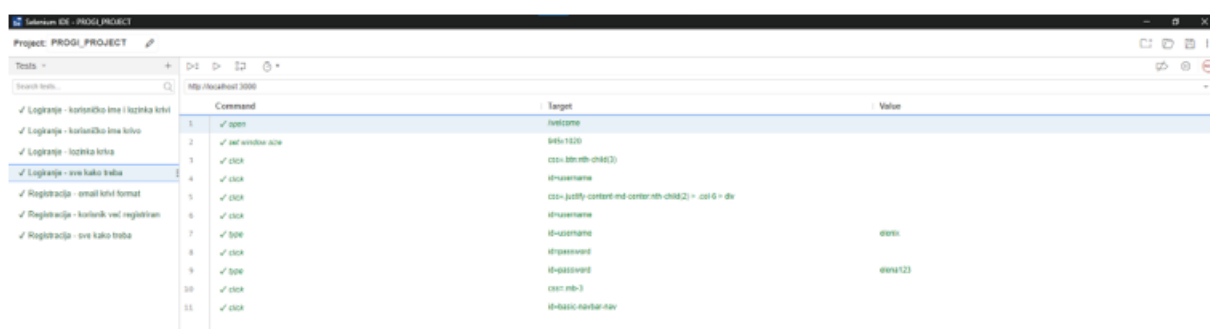 Selenium IDE - PROGI_PROJECT
Project: PROGI_PROJECT
Tests
Search tests...
http://localhost:3000
Command Target Value
✓ Logiranje - korisničko ime i lozinka krivi
✓ Logiranje - korisničko ime krivo
✓ Logiranje - lozinka kriva
✓ Logiranje - sve kako treba
✓ Registracija - email krivi format
✓ Registracija - korisnik već registriran
✓ Registracija - sve kako treba
1 ✓ open /welcome
2 ✓ set window size 945x1020
3 ✓ click css=.btn:nth-child(3)
4 ✓ click id=username
5 ✓ click css=.justify-content-md-center:nth-child(2) > .col-6 > div
6 ✓ click id=username
7 ✓ type id=username
8 ✓ click id=password
9 ✓ type id=password elena123
10 ✓ click css=.mb-3
11 ✓ click id=basic-navbar-nav